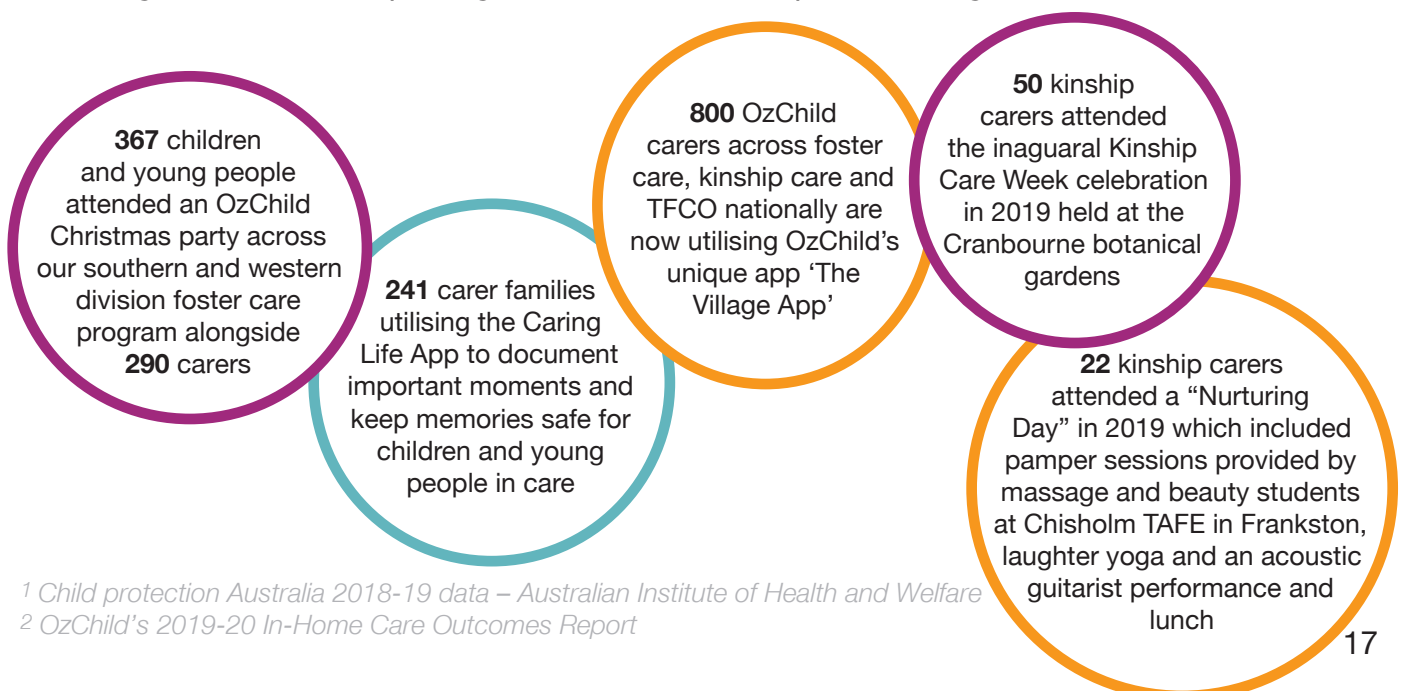 367 children
and young people
attended an OzChild
Christmas party across
our southern and western
division foster care
program alongside
290 carers
241 carer families
utilising the Caring
Life App to document
important moments and
keep memories safe for
children and young
people in care
800 OzChild
carers across foster
care, kinship care and
TFCO nationally are
now utilising OzChild’s
unique app ‘The
Village App’
50 kinship
carers attended
the inaguaral Kinship
Care Week celebration
in 2019 held at the
Cranbourne botanical
gardens
22 kinship carers
attended a “Nurturing
Day” in 2019 which included
pamper sessions provided by
massage and beauty students
at Chisholm TAFE in Frankston,
laughter yoga and an acoustic
guitarist performance and
lunch
1 Child protection Australia 2018-19 data – Australian Institute of Health and Welfare
2 OzChild’s 2019-20 In-Home Care Outcomes Report
17